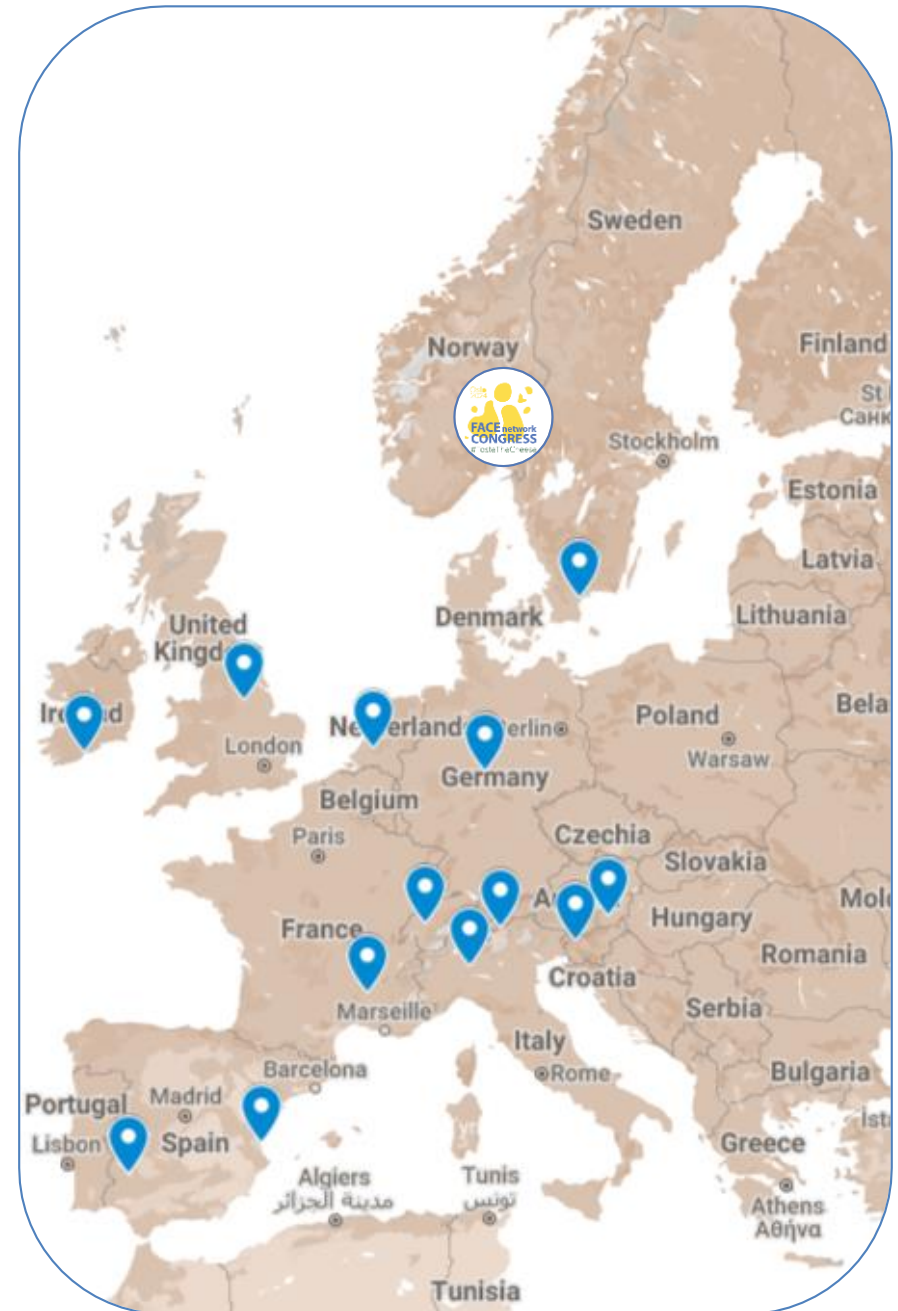 Sweden
Norway
Finland
St
Санк
FACE network
CONGRESS
Stockholm
Estonia
Latvia
Denmark
Lithuania
United
Kingd
Ire
d
Ne
erland
erlin
Poland
Bela
London
Warsaw
Germany
Belgium
Paris
Czechia
Slovakia
A
Mol
France
Hungary
Romania
Croatia
Marseille
Serbia
Italy
Barcelona
Rome
Bulgaria
Portugal
Madrid
Ist
Lisbon
Spain
Greece
Algiers
مدينة الجزائر
Tunis
تونس
Athens
Αθήνα
Tunisia